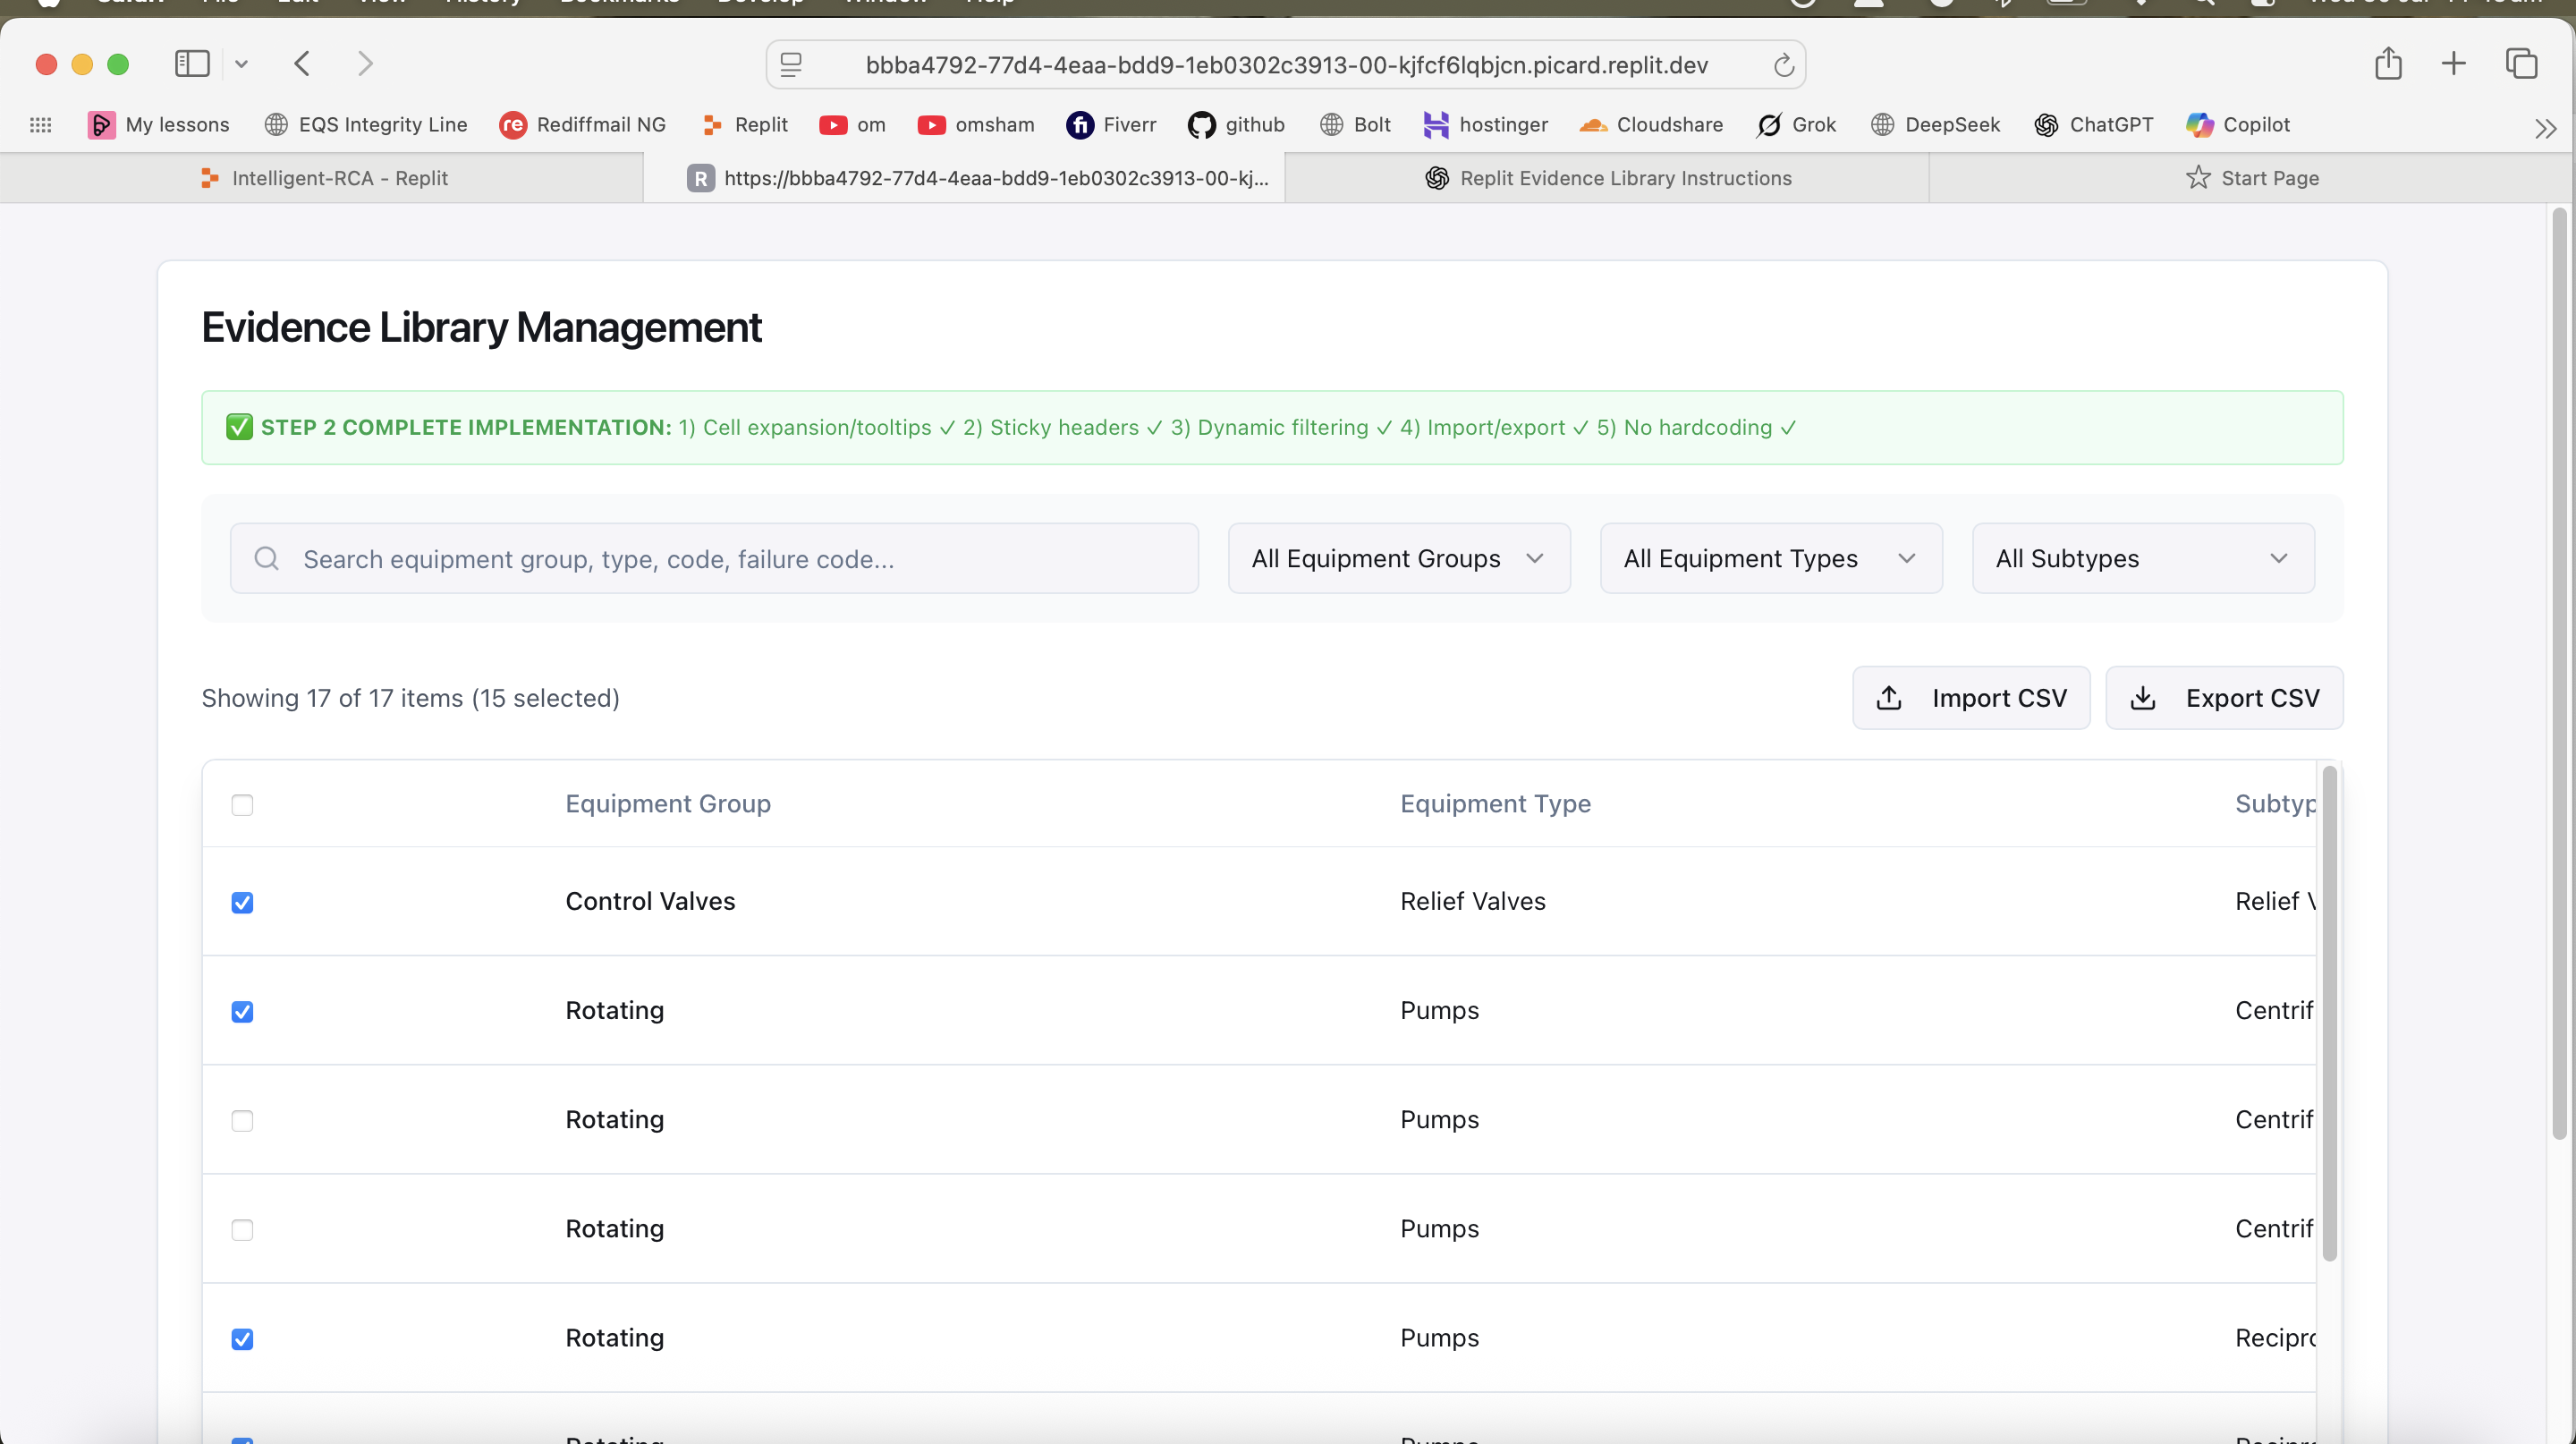 bbba4792-77d4-4eaa-bdd9-1eb0302c3913-00-kjfcf6lqbjcn.picard.replit.dev
My lessons EQS Integrity Line Rediffmail NG Replit om omsham Fiverr github Bolt hostinger Cloudshare Grok DeepSeek ChatGPT Copilot
Intelligent-RCA - Replit
R https://bbba4792-77d4-4eaa-bdd9-1eb0302c3913-00-kj...
Replit Evidence Library Instructions
Start Page
Evidence Library Management
✅ STEP 2 COMPLETE IMPLEMENTATION: 1) Cell expansion/tooltips ✓ 2) Sticky headers ✓ 3) Dynamic filtering ✓ 4) Import/export ✓ 5) No hardcoding ✓
Search equipment group, type, code, failure code...
All Equipment Groups
All Equipment Types
All Subtypes
Showing 17 of 17 items (15 selected)
Import CSV
Export CSV
Equipment Group Equipment Type Subtyp
Control Valves Relief Valves Relief V
Rotating Pumps Centrif
Rotating Pumps Centrif
Rotating Pumps Centrif
Rotating Pumps Recipro